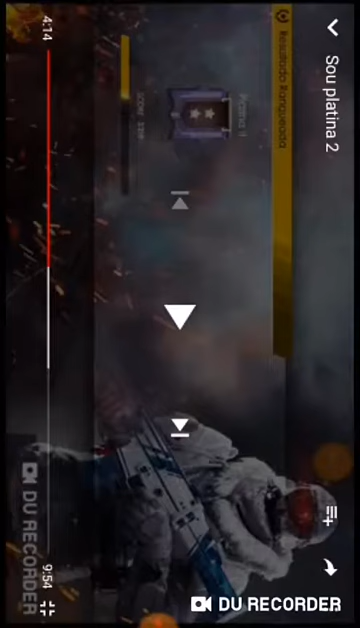 Sou platina 2
Resultado Ranqueada
Platina II
DU RECORDER
4:14
9:54
DU RECORDER